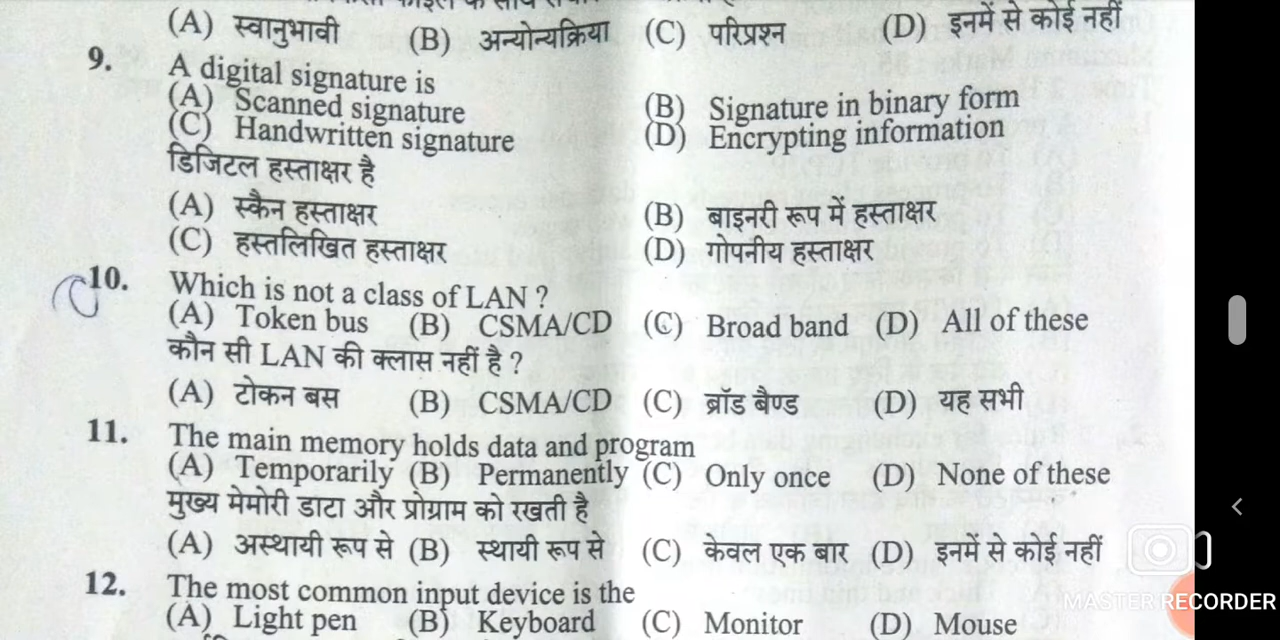 (A) स्वानुभावी (B) अन्योन्यक्रिया (C) परिप्रश्न (D) इनमें से कोई नहीं
9. A digital signature is
(A) Scanned signature (B) Signature in binary form
(C) Handwritten signature (D) Encrypting information
डिजिटल हस्ताक्षर है
(A) स्कैन हस्ताक्षर (B) बाइनरी रूप में हस्ताक्षर
(C) हस्तलिखित हस्ताक्षर (D) गोपनीय हस्ताक्षर
10. Which is not a class of LAN ?
(A) Token bus (B) CSMA/CD (C) Broad band (D) All of these
कौन सी LAN की क्लास नहीं है ?
(A) टोकन बस (B) CSMA/CD (C) ब्रॉड बैण्ड (D) यह सभी
11. The main memory holds data and program
(A) Temporarily (B) Permanently (C) Only once (D) None of these
मुख्य मेमोरी डाटा और प्रोग्राम को रखती है
(A) अस्थायी रूप से (B) स्थायी रूप से (C) केवल एक बार (D) इनमें से कोई नहीं
12. The most common input device is the
(A) Light pen (B) Keyboard (C) Monitor (D) Mouse
MASTER RECORDER